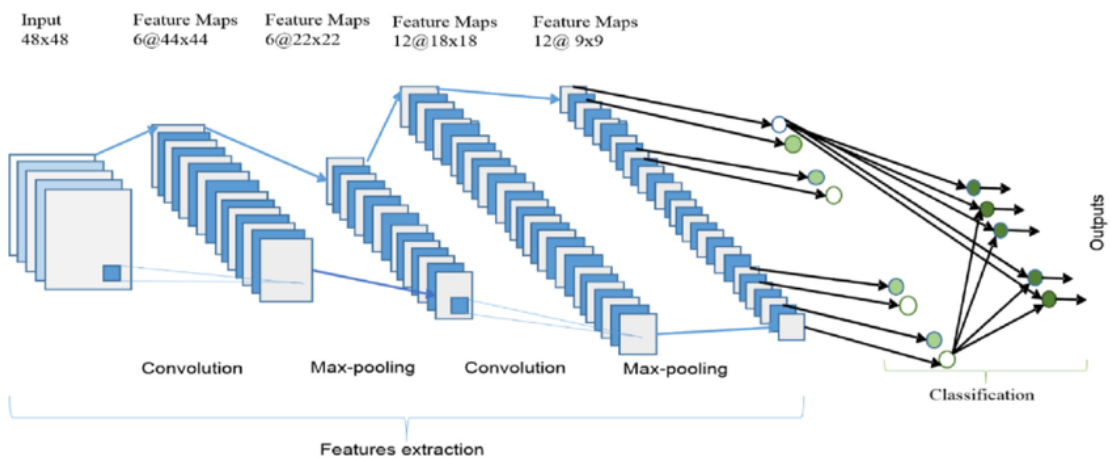 Input
48x48
Feature Maps
6@44x44
Feature Maps
6@22x22
Feature Maps
12@18x18
Feature Maps
12@ 9x9
Outputs
Convolution
Max-pooling
Convolution
Max-pooling
Classification
Features extraction